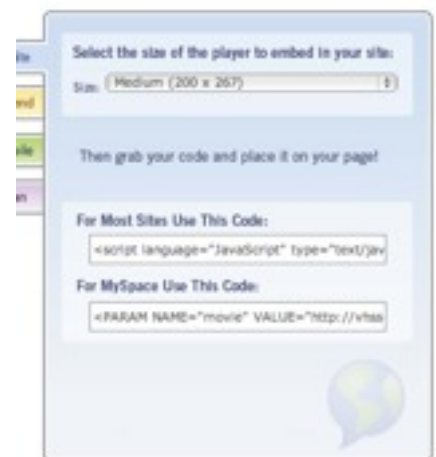 Select the size of the player to embed in your site:
Size: Medium (200 x 267)
Then grab your code and place it on your page!
For Most Sites Use This Code:
<script language="JavaScript" type="text/jav
For MySpace Use This Code:
<PARAM NAME="movie" VALUE="http://vhss